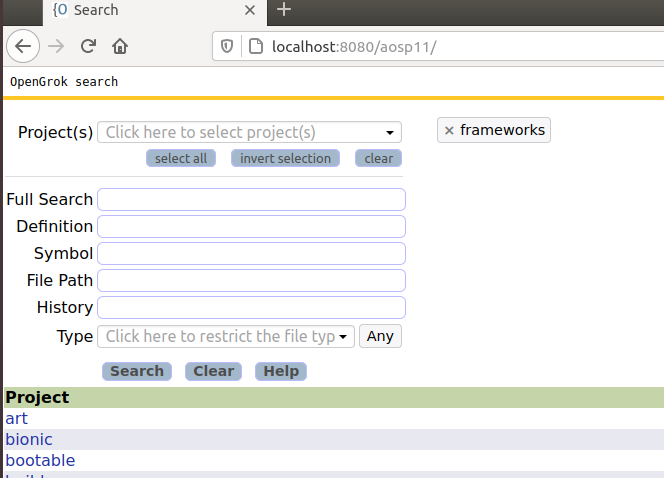 {O Search
localhost:8080/aosp11/
OpenGrok search
Project(s) Click here to select project(s) × frameworks
select all invert selection clear
Full Search
Definition
Symbol
File Path
History
Type Click here to restrict the file typ Any
Search Clear Help
Project
art
bionic
bootable